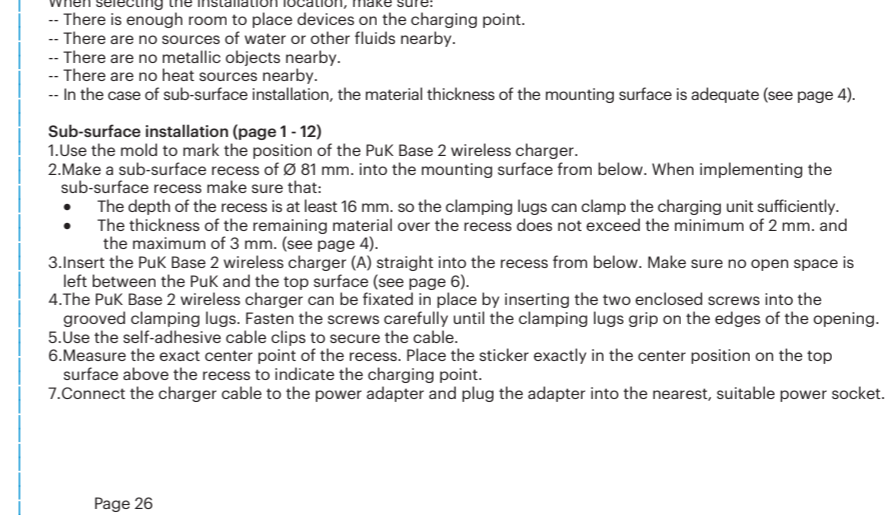 When selecting the installation location, make sure:
-- There is enough room to place devices on the charging point.
-- There are no sources of water or other fluids nearby.
-- There are no metallic objects nearby.
-- There are no heat sources nearby.
-- In the case of sub-surface installation, the material thickness of the mounting surface is adequate (see page 4).
Sub-surface installation (page 1 - 12)
1.Use the mold to mark the position of the PuK Base 2 wireless charger.
2.Make a sub-surface recess of Ø 81 mm. into the mounting surface from below. When implementing the
sub-surface recess make sure that:
• The depth of the recess is at least 16 mm. so the clamping lugs can clamp the charging unit sufficiently.
• The thickness of the remaining material over the recess does not exceed the minimum of 2 mm. and
the maximum of 3 mm. (see page 4).
3.Insert the PuK Base 2 wireless charger (A) straight into the recess from below. Make sure no open space is
left between the PuK and the top surface (see page 6).
4.The PuK Base 2 wireless charger can be fixated in place by inserting the two enclosed screws into the
grooved clamping lugs. Fasten the screws carefully until the clamping lugs grip on the edges of the opening.
5.Use the self-adhesive cable clips to secure the cable.
6.Measure the exact center point of the recess. Place the sticker exactly in the center position on the top
surface above the recess to indicate the charging point.
7.Connect the charger cable to the power adapter and plug the adapter into the nearest, suitable power socket.
Page 26